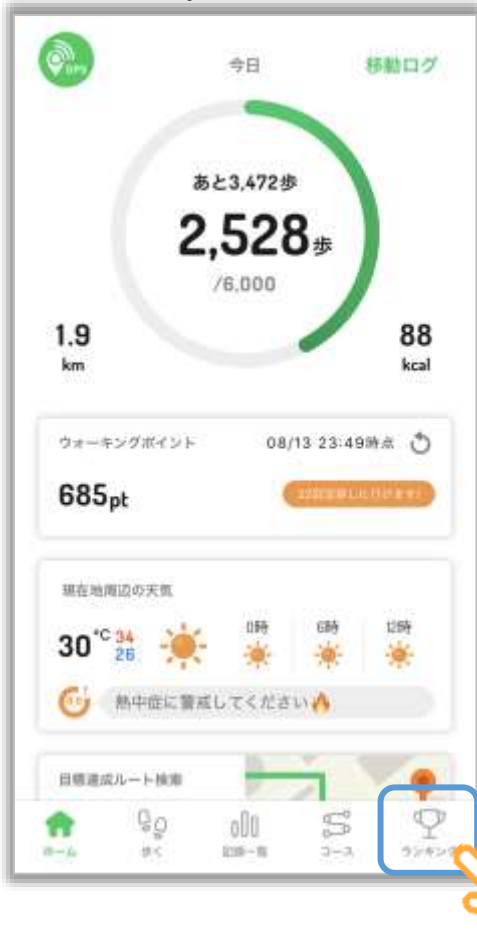 GPS
今日
移動ログ
あと3,472歩
2,528歩
/6,000
1.9
km
88
kcal
ウォーキングポイント
08/13 23:49時点
685pt
現在地周辺の天気
30℃
34
26
0時
6時
12時
熱中症に警戒してください
目標達成ルート検索
ホーム
歩く
記録一覧
コース
ランキング